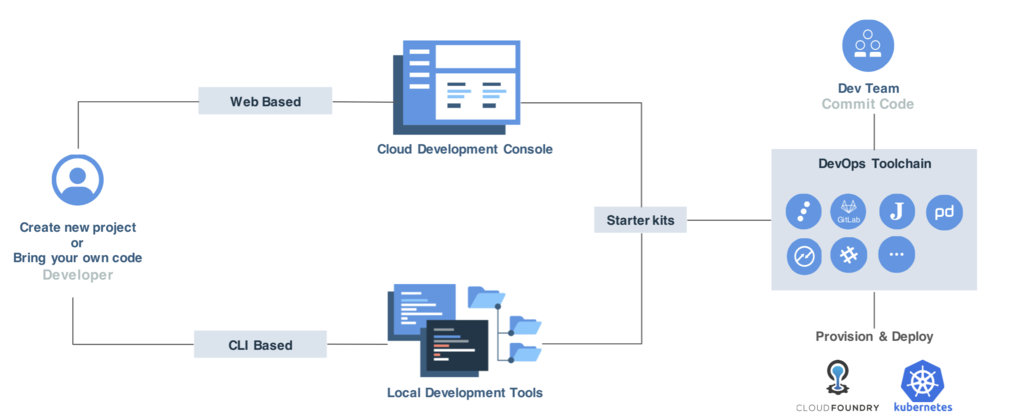 Web Based
Cloud Development Console
Create new project
or
Bring your own code
Developer
CLI Based
Local Development Tools
Starter kits
Dev Team
Commit Code
DevOps Toolchain
GitLab
J
pd
Provision & Deploy
CLOUDFOUNDRY
kubernetes